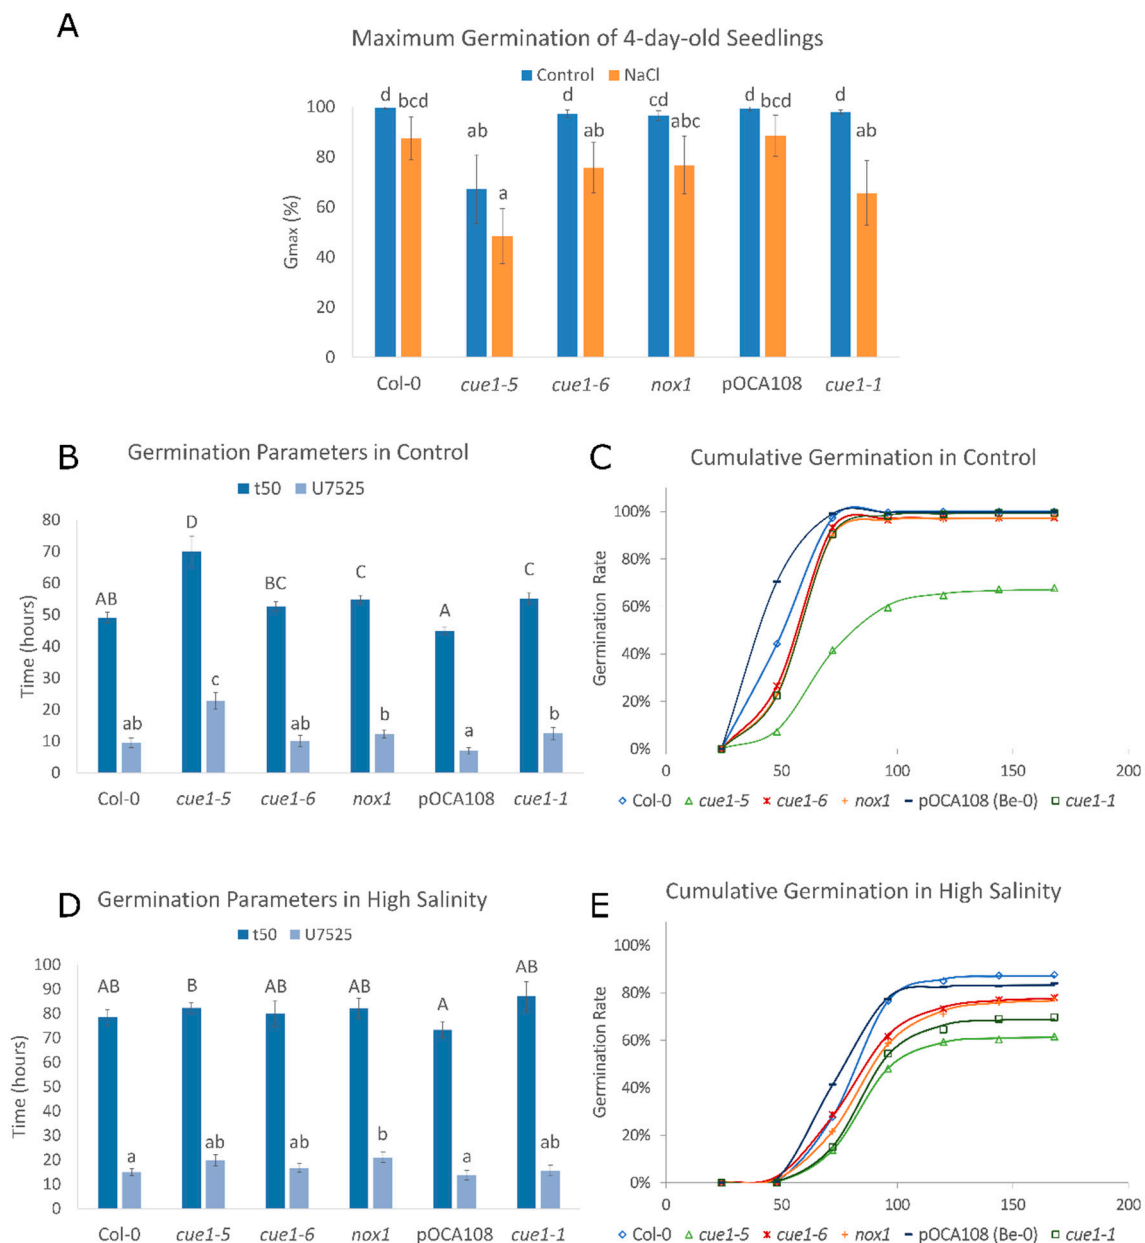 A
Maximum Germination of 4-day-old Seedlings
Control NaCl
d bcd ab a d ab cd abc d bcd d ab
100
80
60
40
20
0
Gmax (%)
Col-0 cue1-5 cue1-6 nox1 pOCA108 cue1-1
B
Germination Parameters in Control
t50 U7525
80
70
60
50
40
30
20
10
0
Time (hours)
AB ab D c BC ab C b A a C b
Col-0 cue1-5 cue1-6 nox1 pOCA108 cue1-1
C
Cumulative Germination in Control
100%
80%
60%
40%
20%
0%
Germination Rate
0 50 100 150 200
Col-0 cue1-5 cue1-6 nox1 pOCA108 (Be-0) cue1-1
D
Germination Parameters in High Salinity
t50 U7525
100
90
80
70
60
50
40
30
20
10
0
Time (hours)
AB a B ab AB ab AB b A a AB ab
Col-0 cue1-5 cue1-6 nox1 pOCA108 cue1-1
E
Cumulative Germination in High Salinity
100%
80%
60%
40%
20%
0%
Germination Rate
0 50 100 150 200
Col-0 cue1-5 cue1-6 nox1 pOCA108 (Be-0) cue1-1